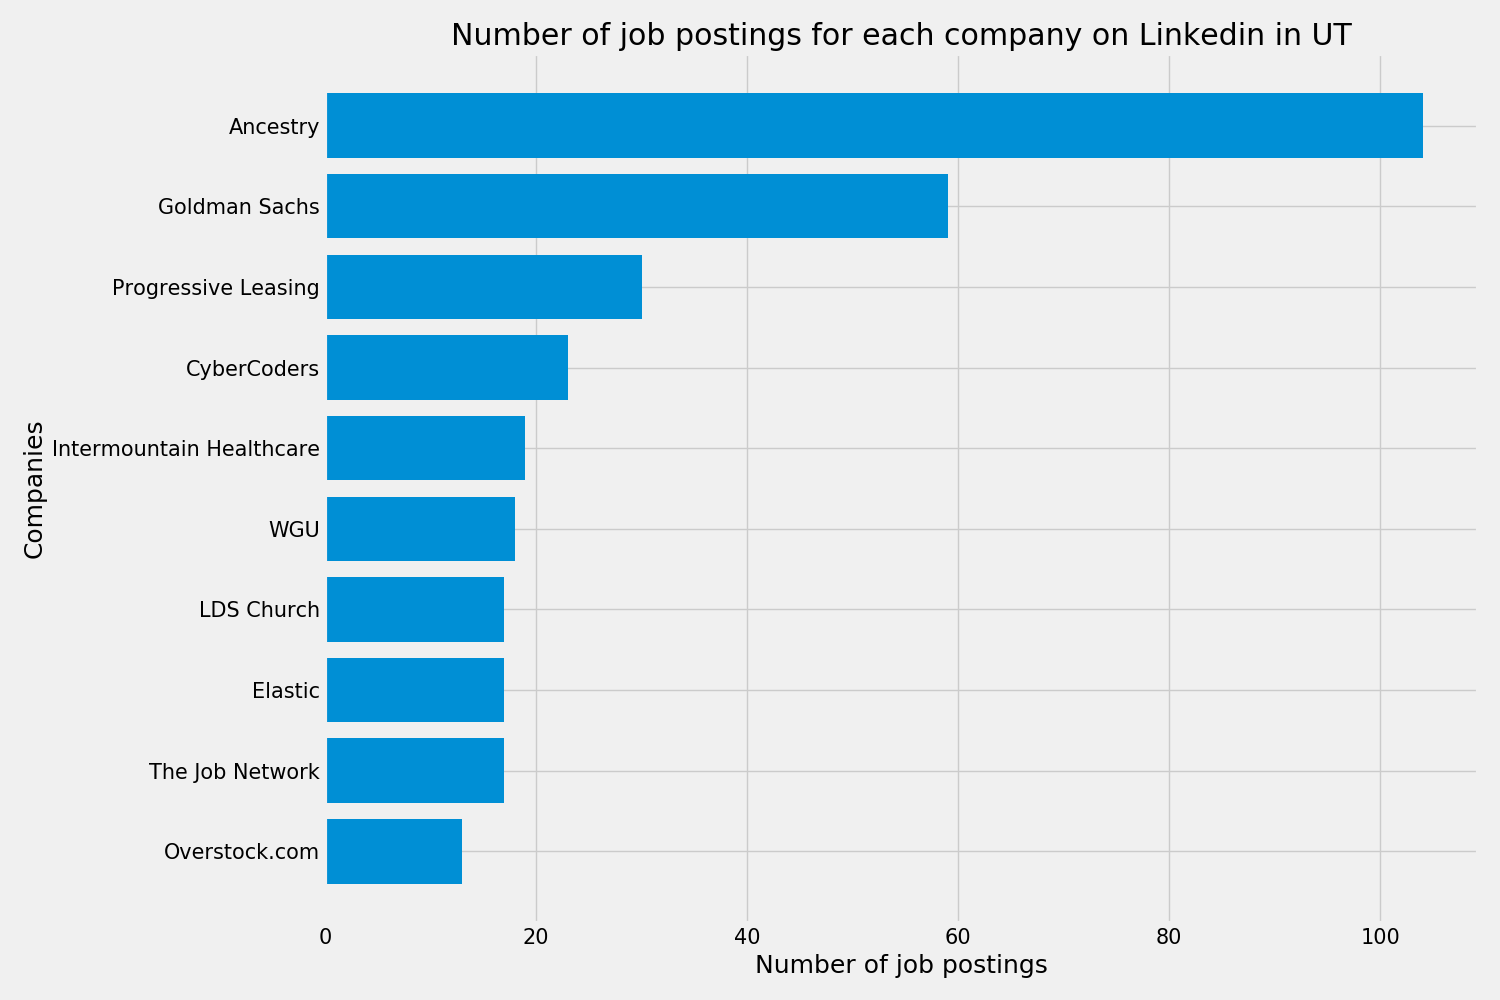 Number of job postings for each company on Linkedin in UT
Ancestry
Goldman Sachs
Progressive Leasing
CyberCoders
Intermountain Healthcare
WGU
LDS Church
Elastic
The Job Network
Overstock.com
Companies
0 20 40 60 80 100
Number of job postings